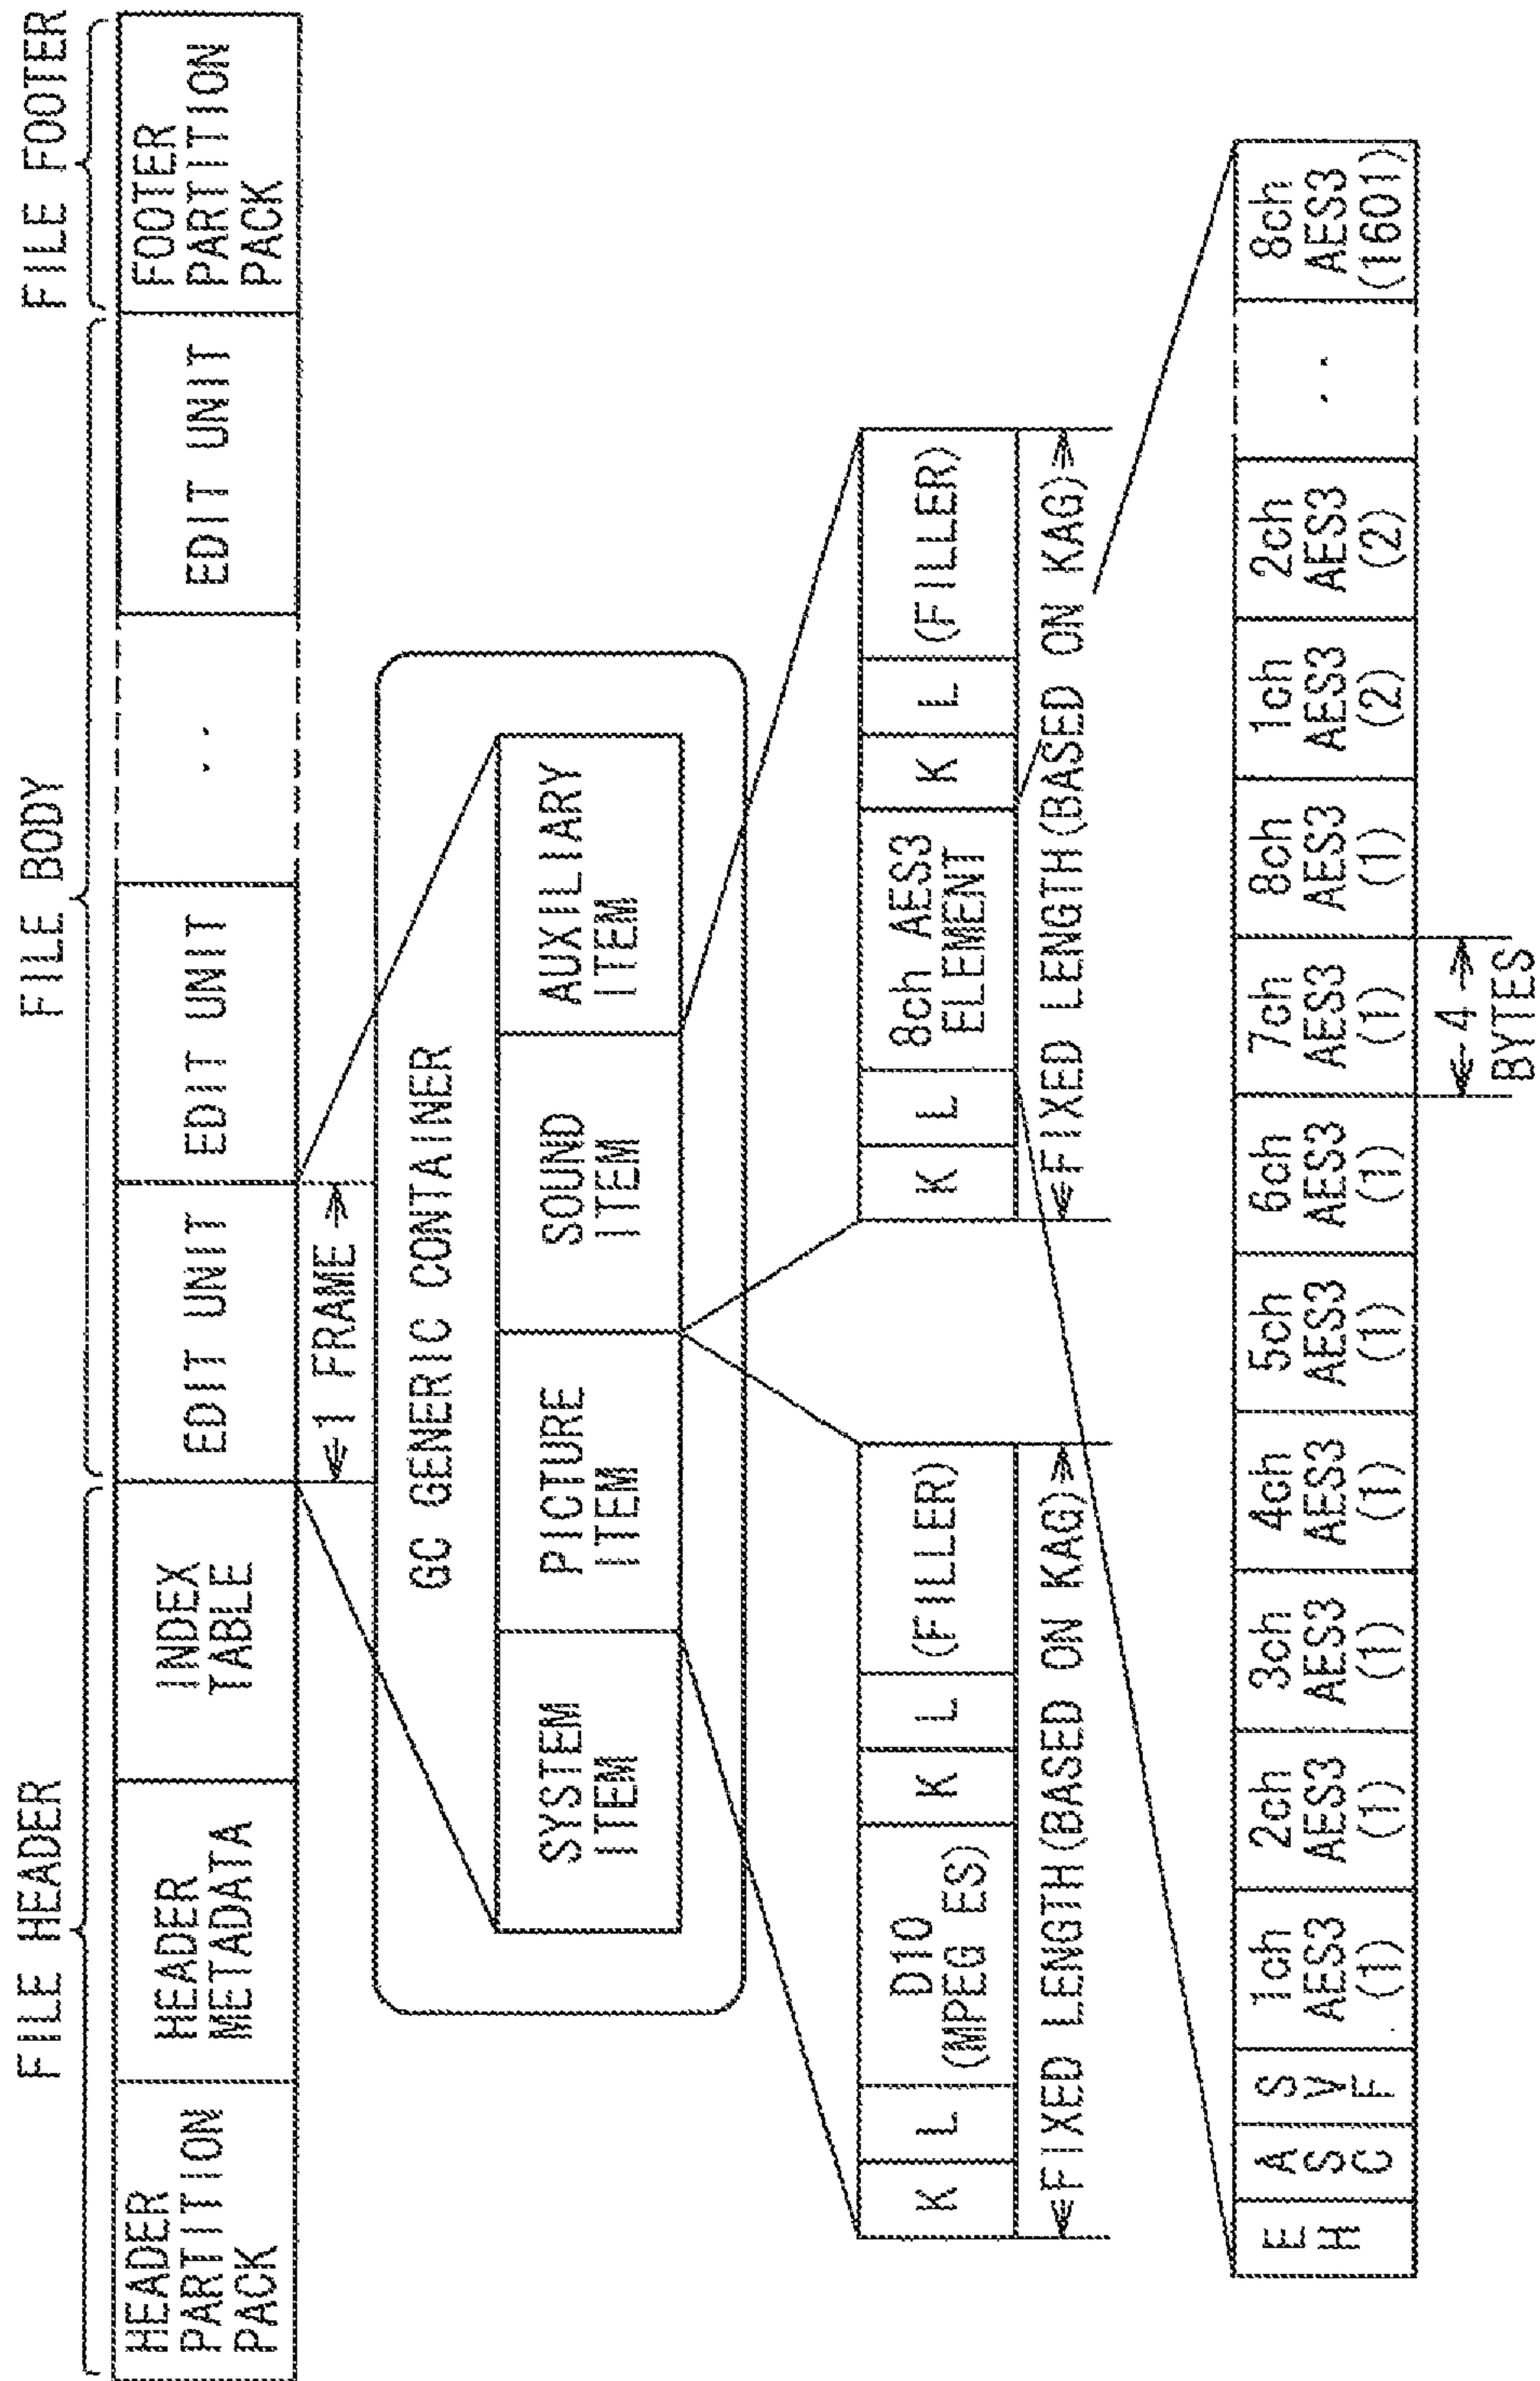 FILE HEADER
FILE BODY
FILE FOOTER
HEADER
PARTITION
PACK
HEADER
METADATA
INDEX
TABLE
EDIT UNIT
EDIT UNIT
..
EDIT UNIT
FOOTER
PARTITION
PACK
1 FRAME
GC GENERIC CONTAINER
SYSTEM
ITEM
PICTURE
ITEM
SOUND
ITEM
AUXILIARY
ITEM
K
L
D10
(MPEG ES)
K
L
(FILLER)
FIXED LENGTH(BASED ON KAG)
K
L
8ch AES3
ELEMENT
K
L
(FILLER)
FIXED LENGTH(BASED ON KAG)
E
H
A
S
C
S
V
F
1ch
AES3
(1)
2ch
AES3
(1)
3ch
AES3
(1)
4ch
AES3
(1)
5ch
AES3
(1)
6ch
AES3
(1)
7ch
AES3
(1)
8ch
AES3
(1)
1ch
AES3
(2)
2ch
AES3
(2)
..
8ch
AES3
(1601)
4
BYTES